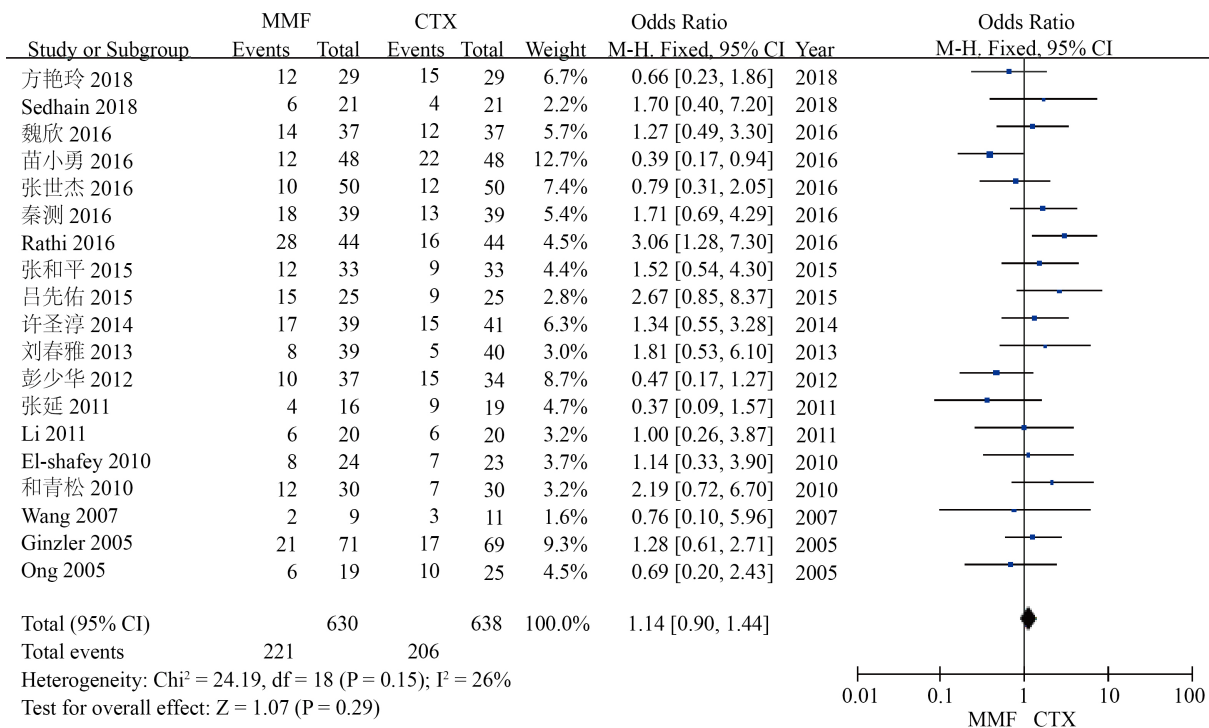 MMF CTX Odds Ratio Odds Ratio
Study or Subgroup Events Total Events Total Weight M-H. Fixed, 95% CI Year M-H. Fixed, 95% CI
方艳玲 2018 12 29 15 29 6.7% 0.66 [0.23, 1.86] 2018
Sedhain 2018 6 21 4 21 2.2% 1.70 [0.40, 7.20] 2018
魏欣 2016 14 37 12 37 5.7% 1.27 [0.49, 3.30] 2016
苗小勇 2016 12 48 22 48 12.7% 0.39 [0.17, 0.94] 2016
张世杰 2016 10 50 12 50 7.4% 0.79 [0.31, 2.05] 2016
秦测 2016 18 39 13 39 5.4% 1.71 [0.69, 4.29] 2016
Rathi 2016 28 44 16 44 4.5% 3.06 [1.28, 7.30] 2016
张和平 2015 12 33 9 33 4.4% 1.52 [0.54, 4.30] 2015
吕先佑 2015 15 25 9 25 2.8% 2.67 [0.85, 8.37] 2015
许圣淳 2014 17 39 15 41 6.3% 1.34 [0.55, 3.28] 2014
刘春雅 2013 8 39 5 40 3.0% 1.81 [0.53, 6.10] 2013
彭少华 2012 10 37 15 34 8.7% 0.47 [0.17, 1.27] 2012
张延 2011 4 16 9 19 4.7% 0.37 [0.09, 1.57] 2011
Li 2011 6 20 6 20 3.2% 1.00 [0.26, 3.87] 2011
El-shafey 2010 8 24 7 23 3.7% 1.14 [0.33, 3.90] 2010
和青松 2010 12 30 7 30 3.2% 2.19 [0.72, 6.70] 2010
Wang 2007 2 9 3 11 1.6% 0.76 [0.10, 5.96] 2007
Ginzler 2005 21 71 17 69 9.3% 1.28 [0.61, 2.71] 2005
Ong 2005 6 19 10 25 4.5% 0.69 [0.20, 2.43] 2005
Total (95% CI) 630 638 100.0% 1.14 [0.90, 1.44]
Total events 221 206
Heterogeneity: Chi² = 24.19, df = 18 (P = 0.15); I² = 26%
Test for overall effect: Z = 1.07 (P = 0.29)
0.01 0.1 1 10 100
MMF CTX